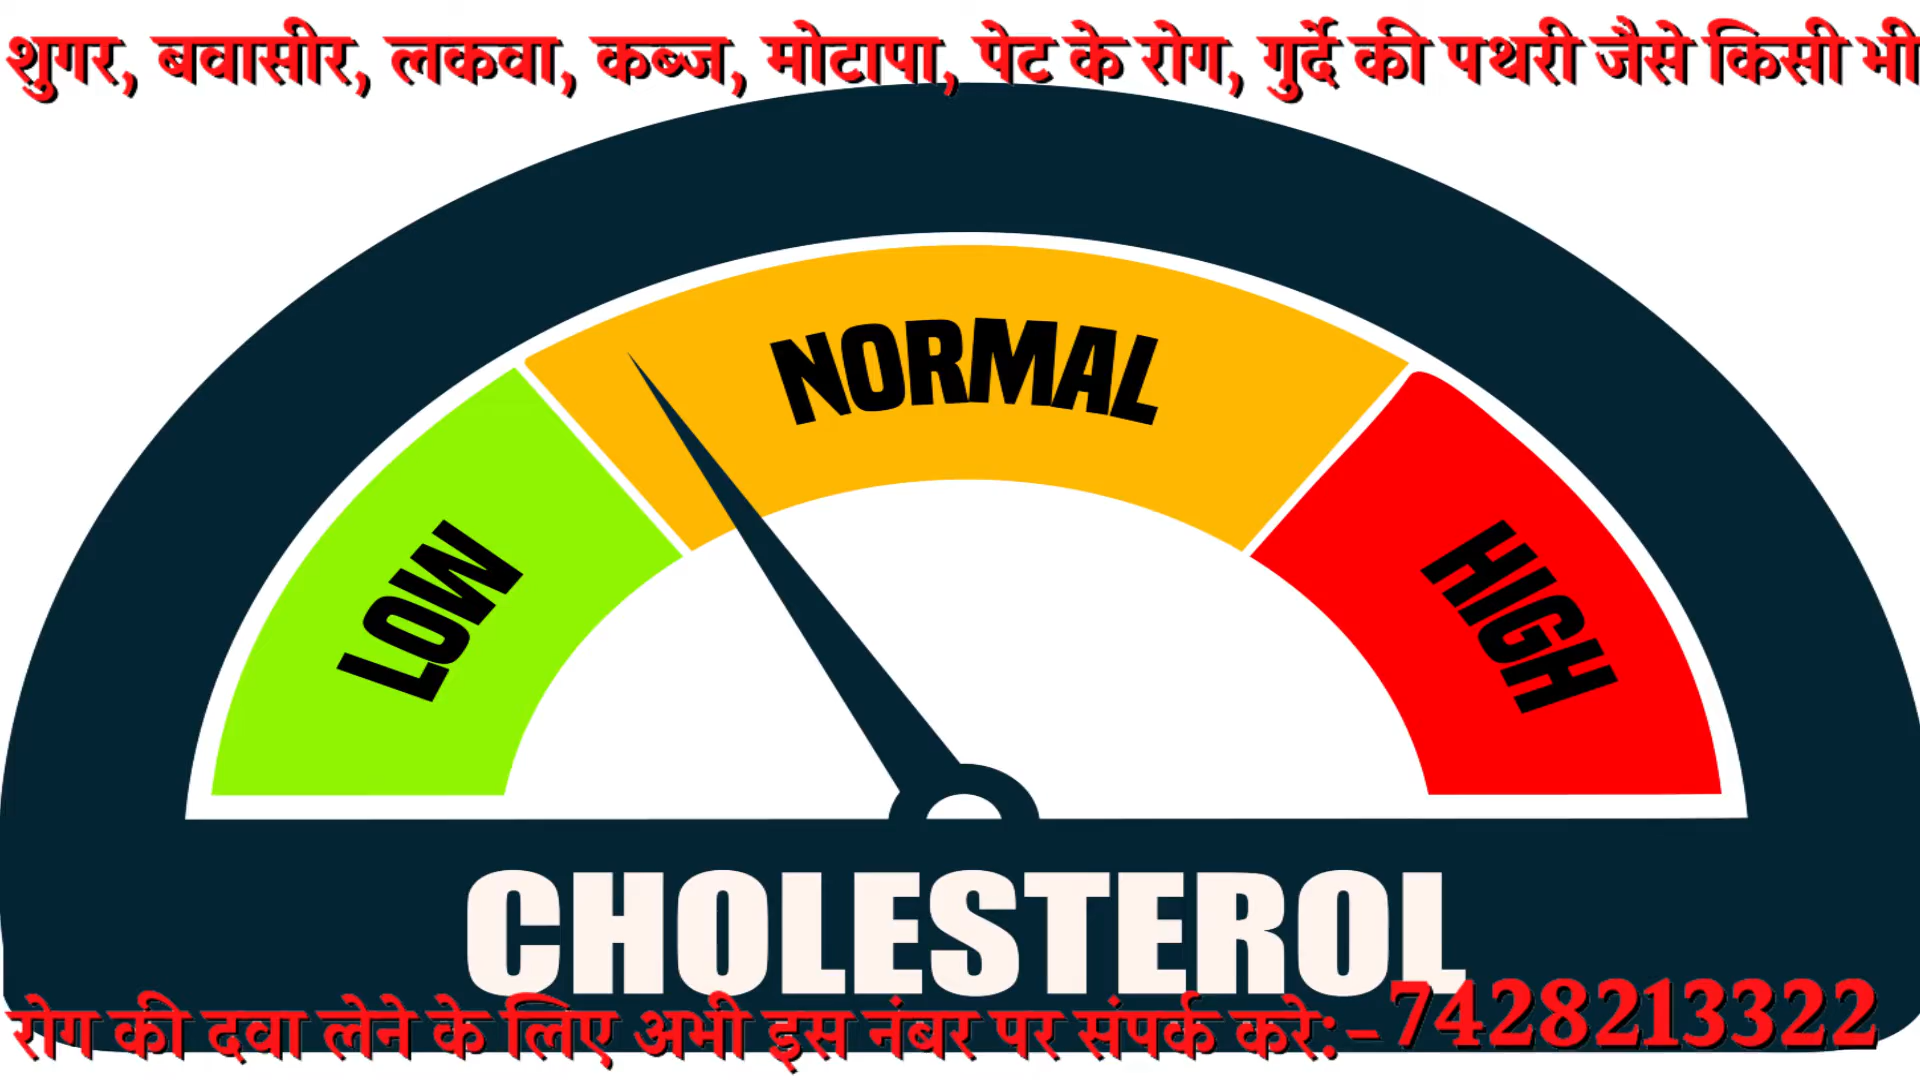 शुगर, बवासीर, लकवा, कब्ज, मोटापा, पेट के रोग, गुर्दे की पथरी जैसे किसी भी
NORMAL
LOW
HIGH
CHOLESTEROL
रोग की दवा लेने के लिए अभी इस नंबर पर संपर्क करे:-7428213322